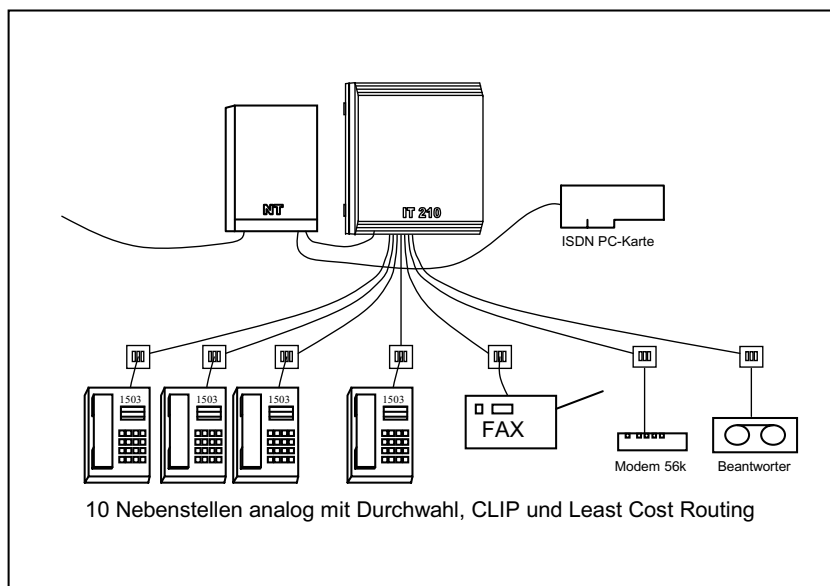 NT
IT 210
ISDN PC-Karte
1503
1503
1503
1503
FAX
Modem 56k
Beantworter
10 Nebenstellen analog mit Durchwahl, CLIP und Least Cost Routing